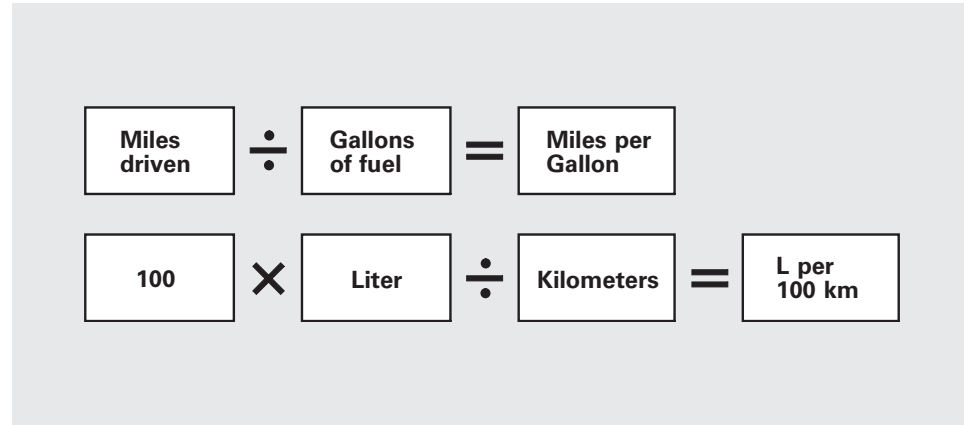 Miles driven ÷ Gallons of fuel = Miles per Gallon
100 × Liter ÷ Kilometers = L per 100 km